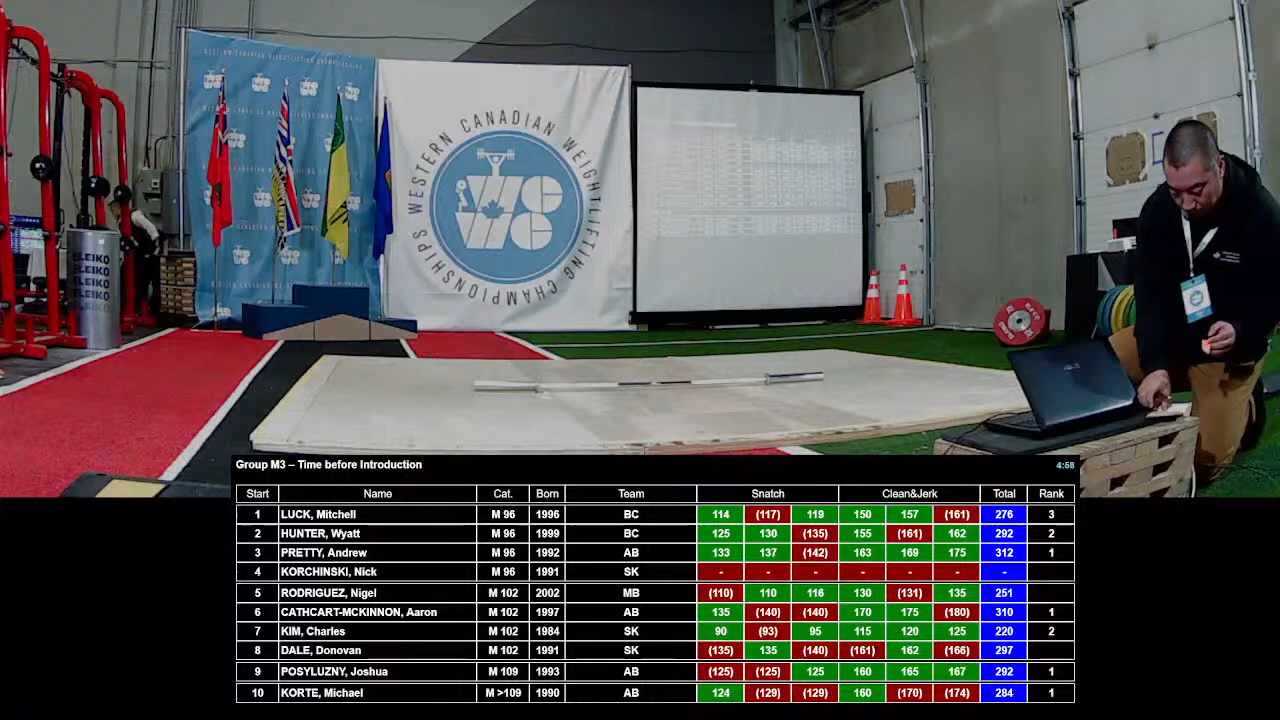 WESTERN CANADIAN WEIGHTLIFTING CHAMPIONSHIPS
WC
WC
ELEIKO
ELEIKO
ELEIKO
ELEIKO
ASUS
Group M3 – Time before Introduction 4:58
Start Name Cat. Born Team Snatch Clean&Jerk Total Rank
1 LUCK, Mitchell M 96 1996 BC 114 (117) 119 150 157 (161) 276 3
2 HUNTER, Wyatt M 96 1999 BC 125 130 (135) 155 (161) 162 292 2
3 PRETTY, Andrew M 96 1992 AB 133 137 (142) 163 169 175 312 1
4 KORCHINSKI, Nick M 96 1991 SK - - - - - - -
5 RODRIGUEZ, Nigel M 102 2002 MB (110) 110 116 130 (131) 135 251
6 CATHCART-MCKINNON, Aaron M 102 1997 AB 135 (140) (140) 170 175 (180) 310 1
7 KIM, Charles M 102 1984 SK 90 (93) 95 115 120 125 220 2
8 DALE, Donovan M 102 1991 SK (135) 135 (140) (161) 162 (166) 297
9 POSYLUZNY, Joshua M 109 1993 AB (125) (125) 125 160 165 167 292 1
10 KORTE, Michael M >109 1990 AB 124 (129) (129) 160 (170) (174) 284 1